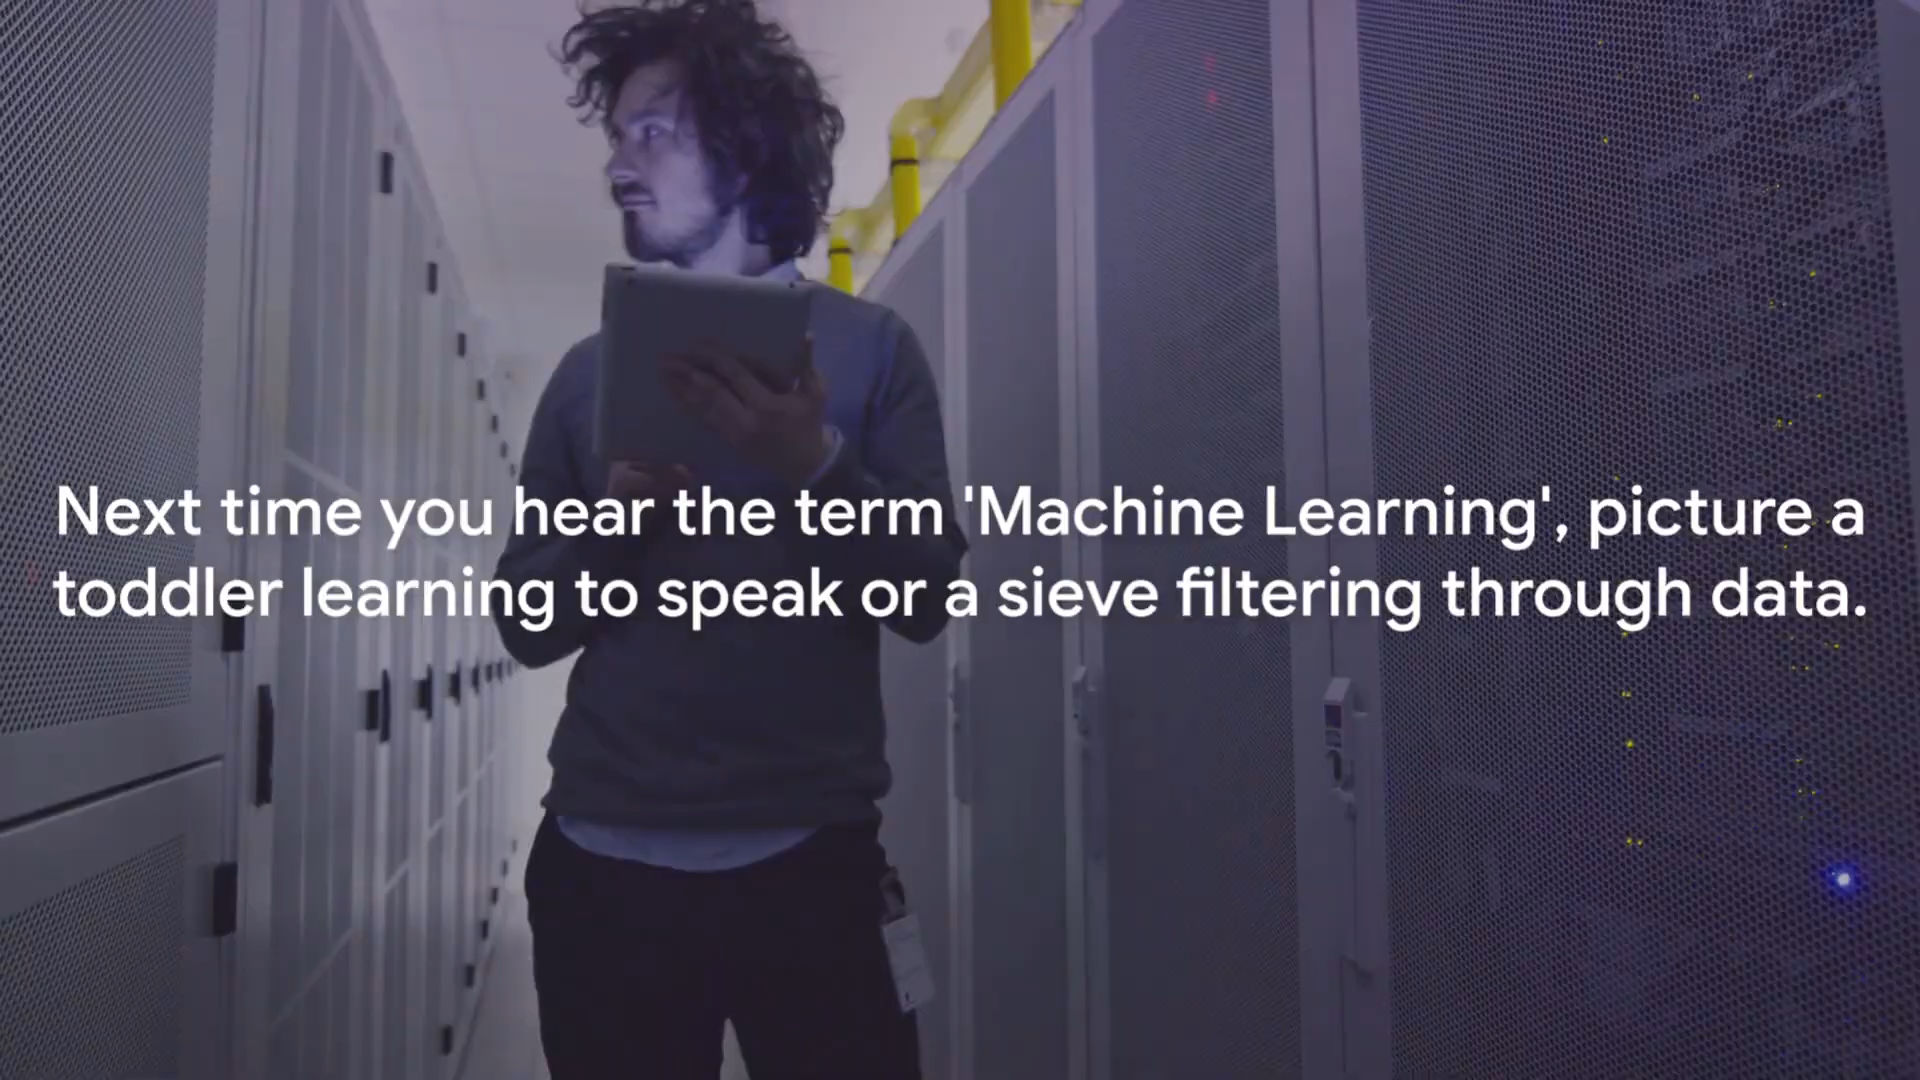 Next time you hear the term 'Machine Learning', picture a
toddler learning to speak or a sieve filtering through data.